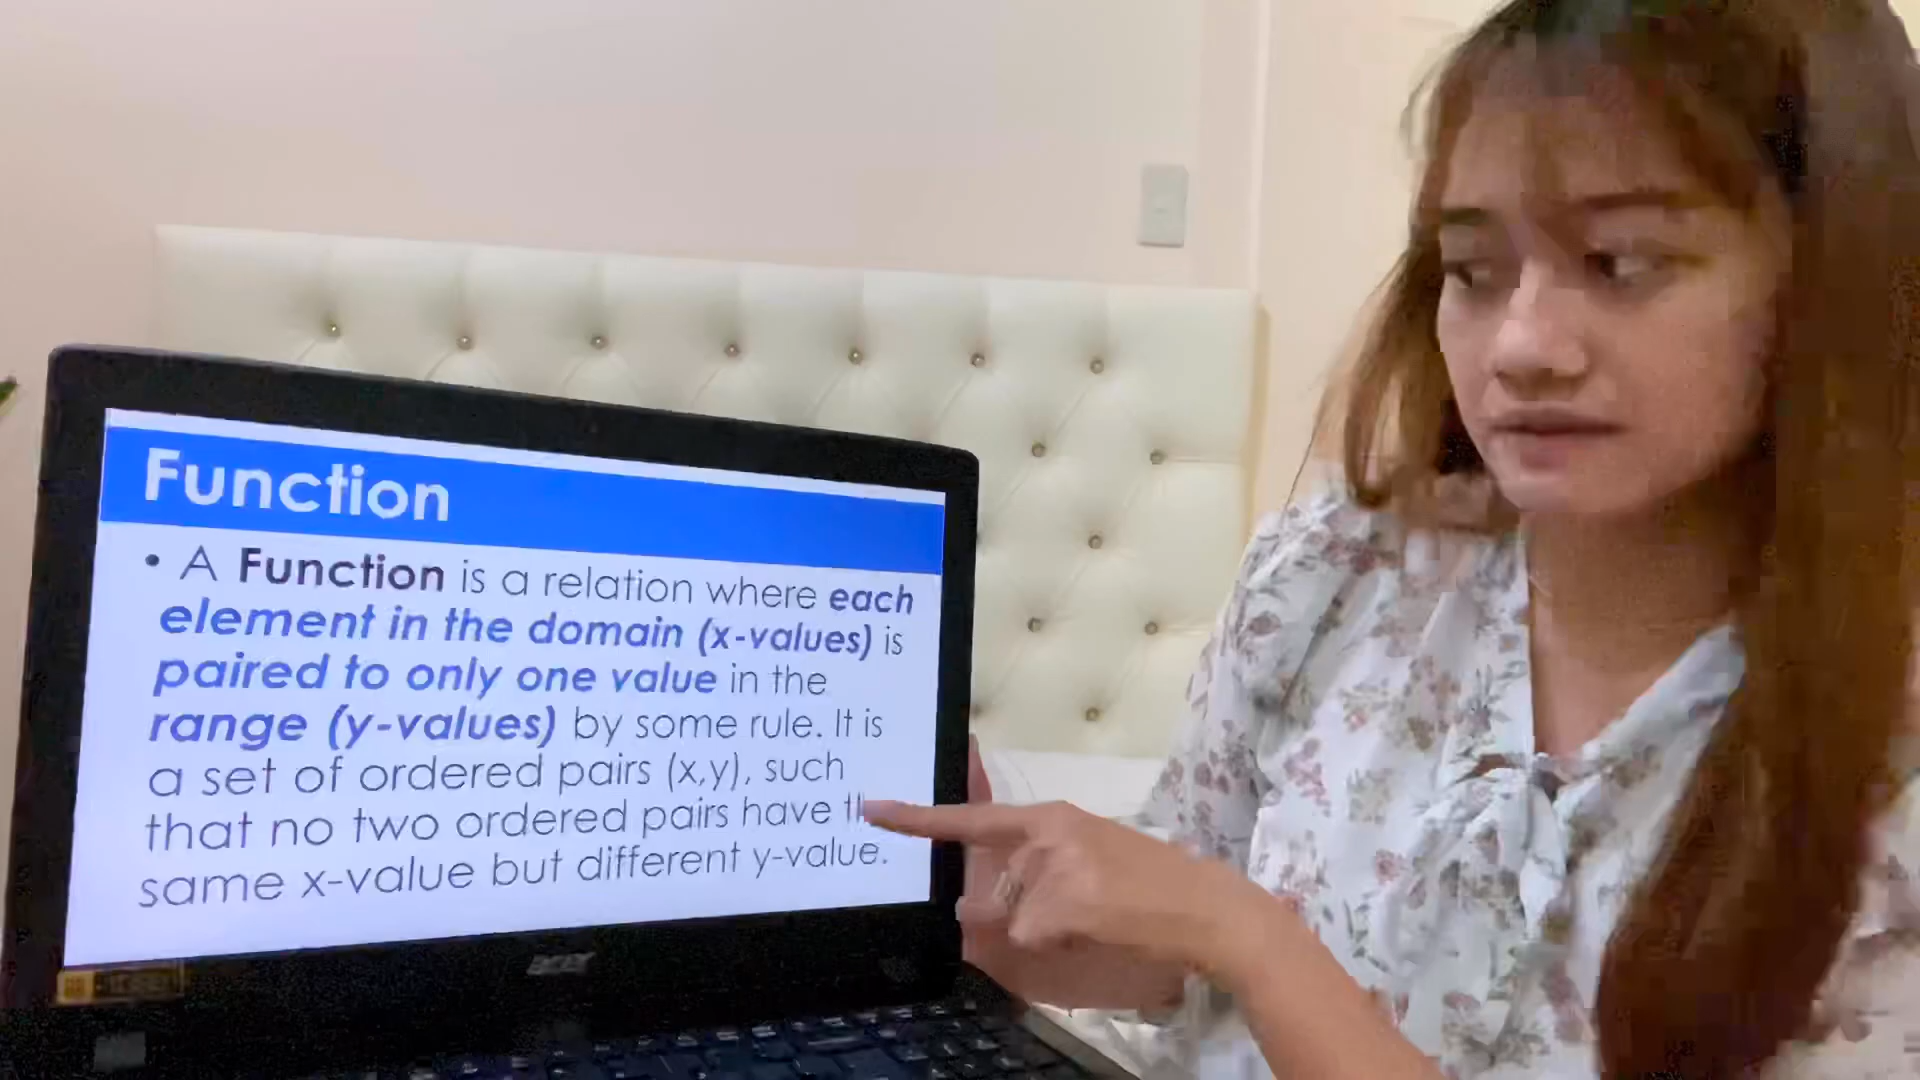 Function
• A Function is a relation where each
element in the domain (x-values) is
paired to only one value in the
range (y-values) by some rule. It is
a set of ordered pairs (x,y), such
that no two ordered pairs have
same x-value but different y-value.
acer